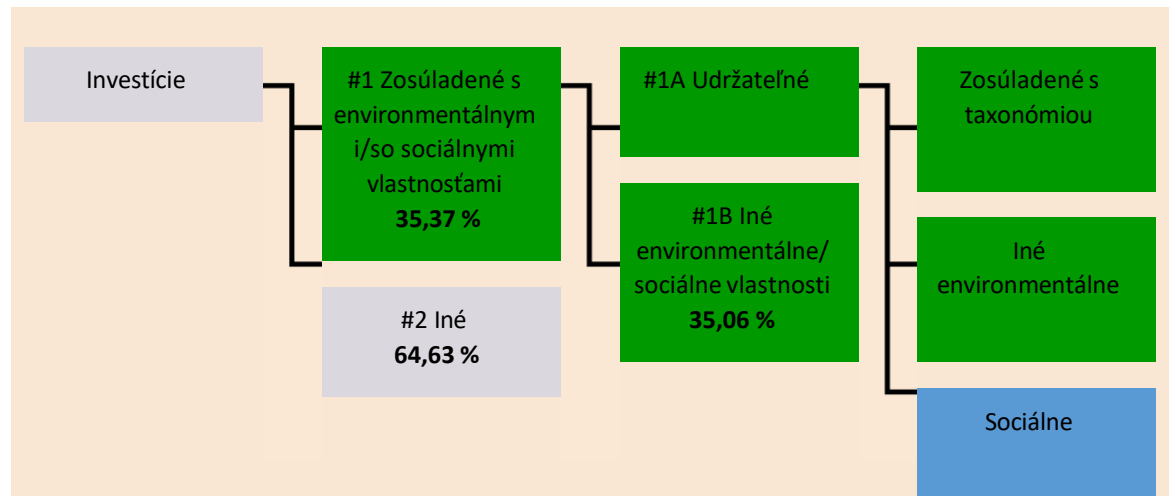 Investície
#1 Zosúladené s
environmentálnym
i/so sociálnymi
vlastnosťami
35,37 %
#2 Iné
64,63 %
#1A Udržateľné
#1B Iné
environmentálne/
sociálne vlastnosti
35,06 %
Zosúladené s
taxonómiou
Iné
environmentálne
Sociálne